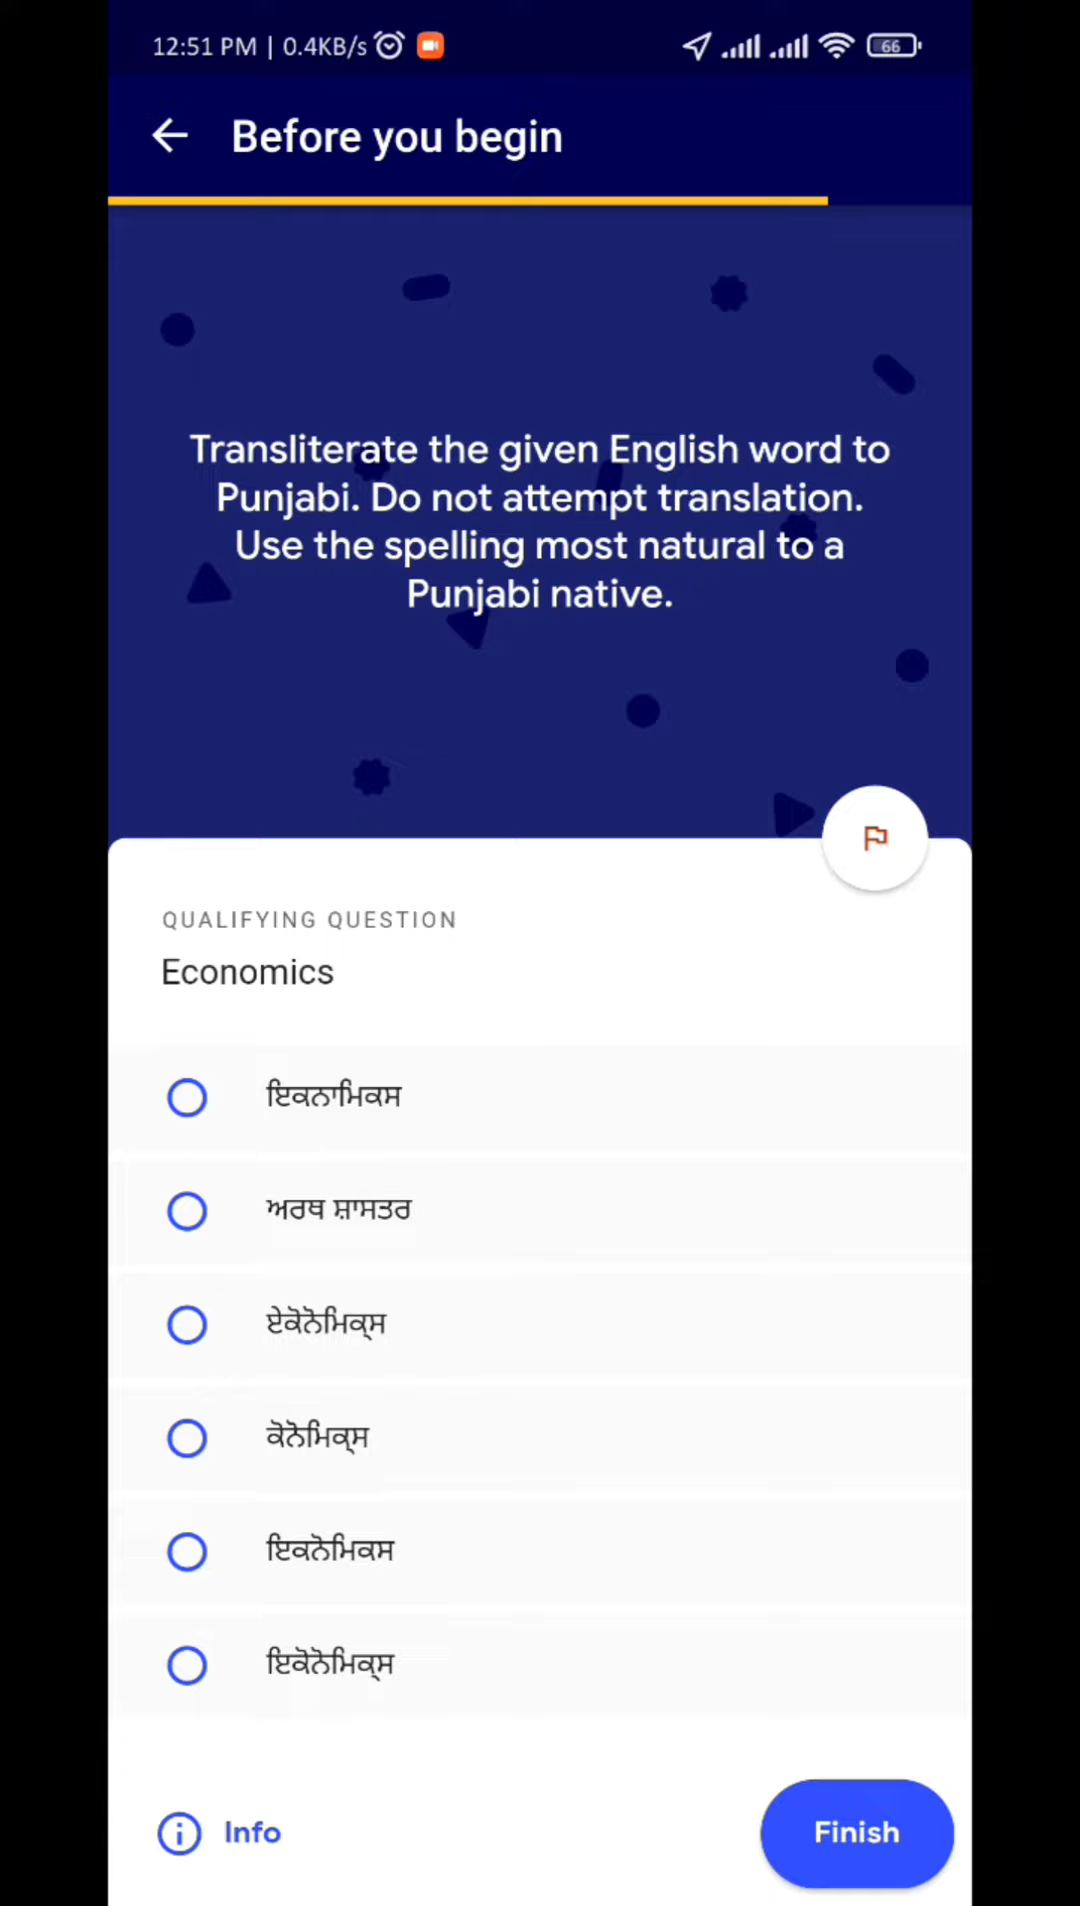 12:51 PM | 0.4KB/s 66
Before you begin
Transliterate the given English word to
Punjabi. Do not attempt translation.
Use the spelling most natural to a
Punjabi native.
QUALIFYING QUESTION
Economics
ਇਕਨਾਮਿਕਸ
ਅਰਥ ਸ਼ਾਸਤਰ
ਏਕੋਨੋਮਿਕ੍ਸ
ਕੋਨੋਮਿਕ੍ਸ
ਇਕਨੋਮਿਕਸ
ਇਕੋਨੋਮਿਕ੍ਸ
Info
Finish